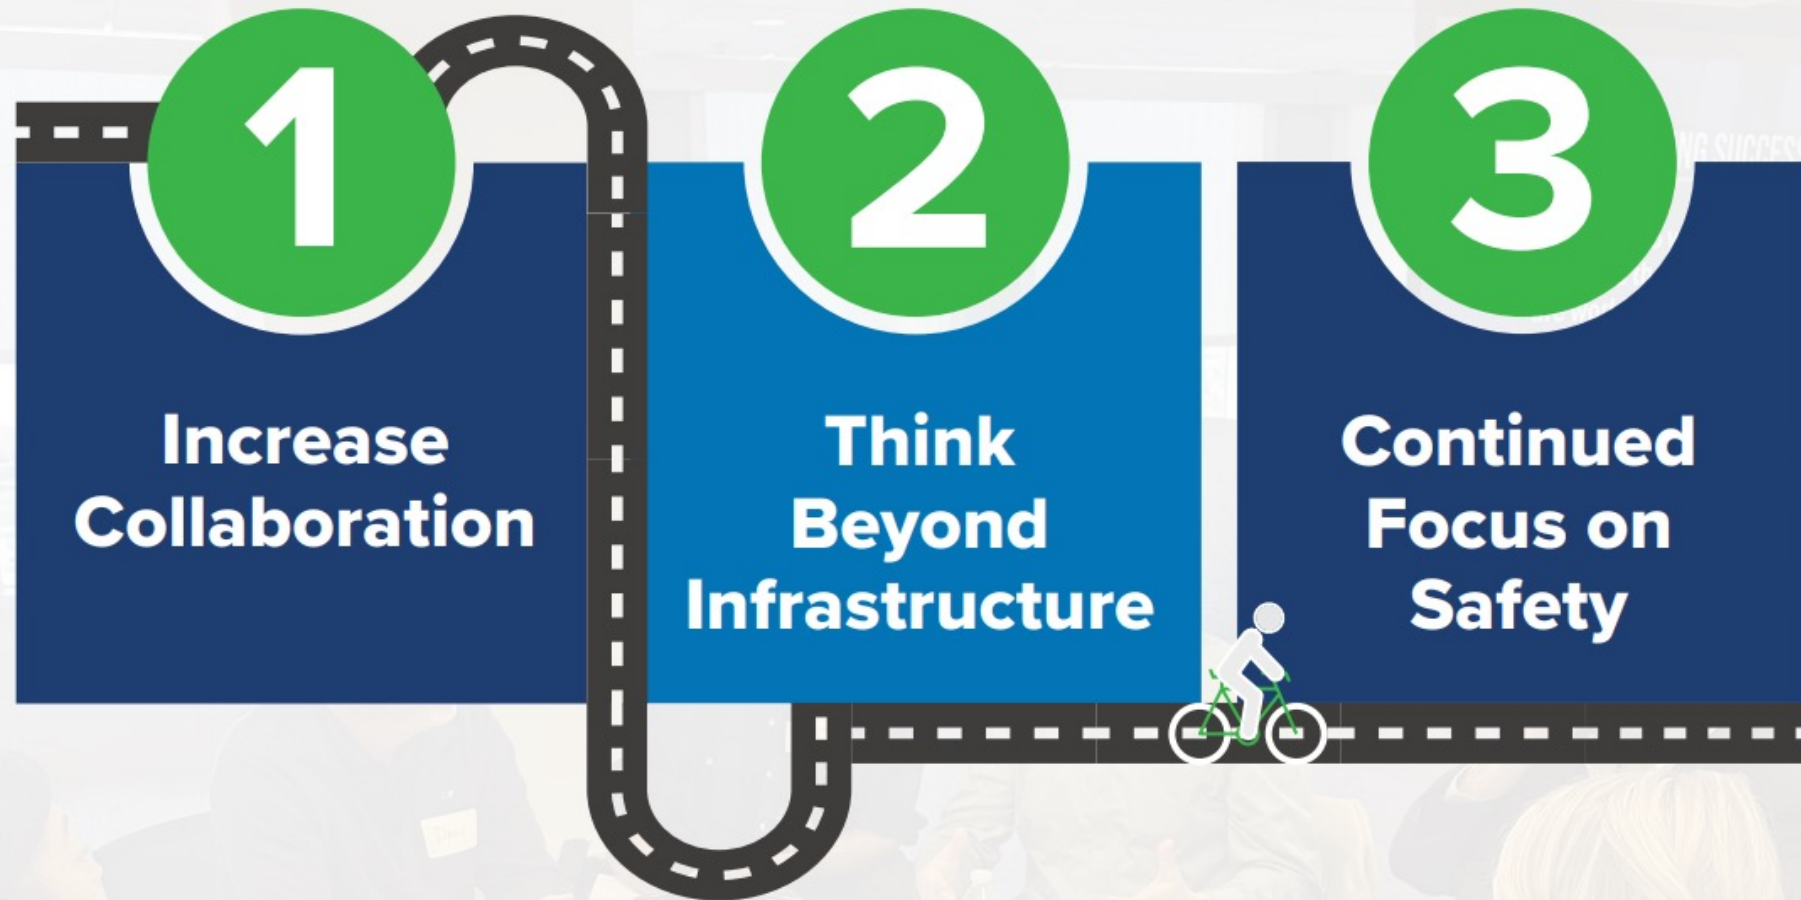 1
Increase
Collaboration
2
Think
Beyond
Infrastructure
3
Continued
Focus on
Safety